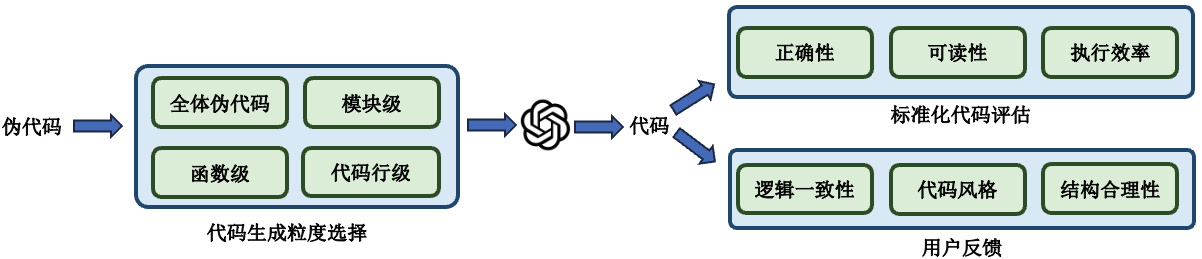 伪代码
全体伪代码
模块级
函数级
代码行级
代码生成粒度选择
代码
正确性
可读性
执行效率
标准化代码评估
逻辑一致性
代码风格
结构合理性
用户反馈